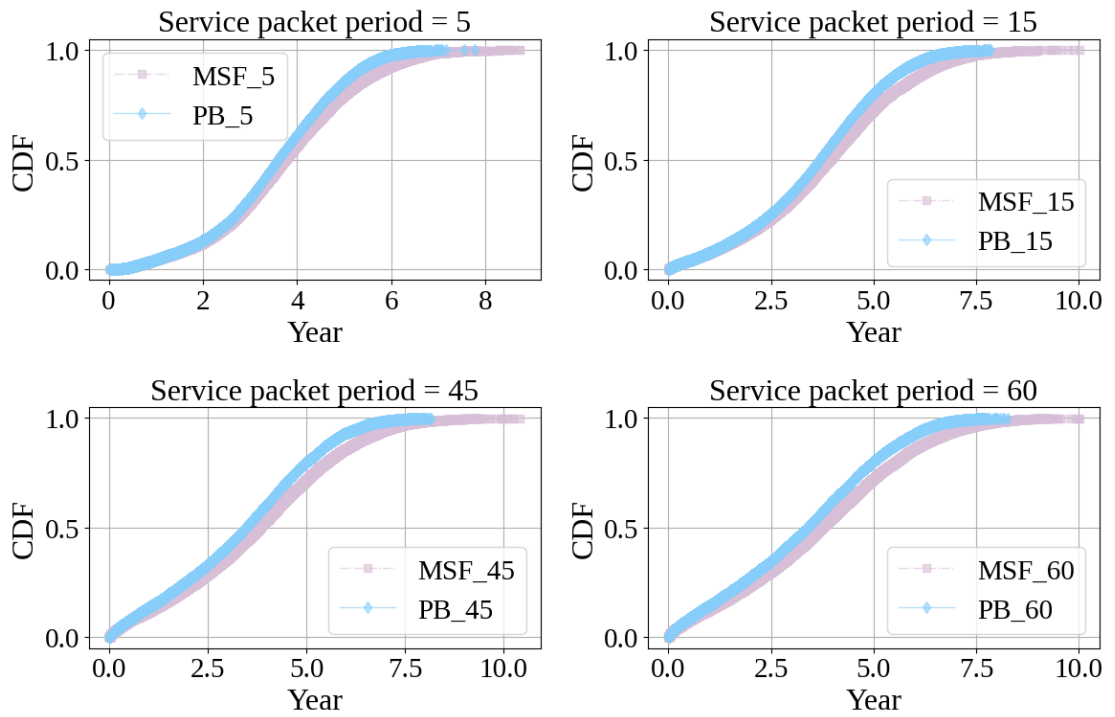 Service packet period = 5
1.0
0.5
0.0
CDF
MSF_5
PB_5
0 2 4 6 8
Year
Service packet period = 15
1.0
0.5
0.0
CDF
MSF_15
PB_15
0.0 2.5 5.0 7.5 10.0
Year
Service packet period = 45
1.0
0.5
0.0
CDF
MSF_45
PB_45
0.0 2.5 5.0 7.5 10.0
Year
Service packet period = 60
1.0
0.5
0.0
CDF
MSF_60
PB_60
0.0 2.5 5.0 7.5 10.0
Year